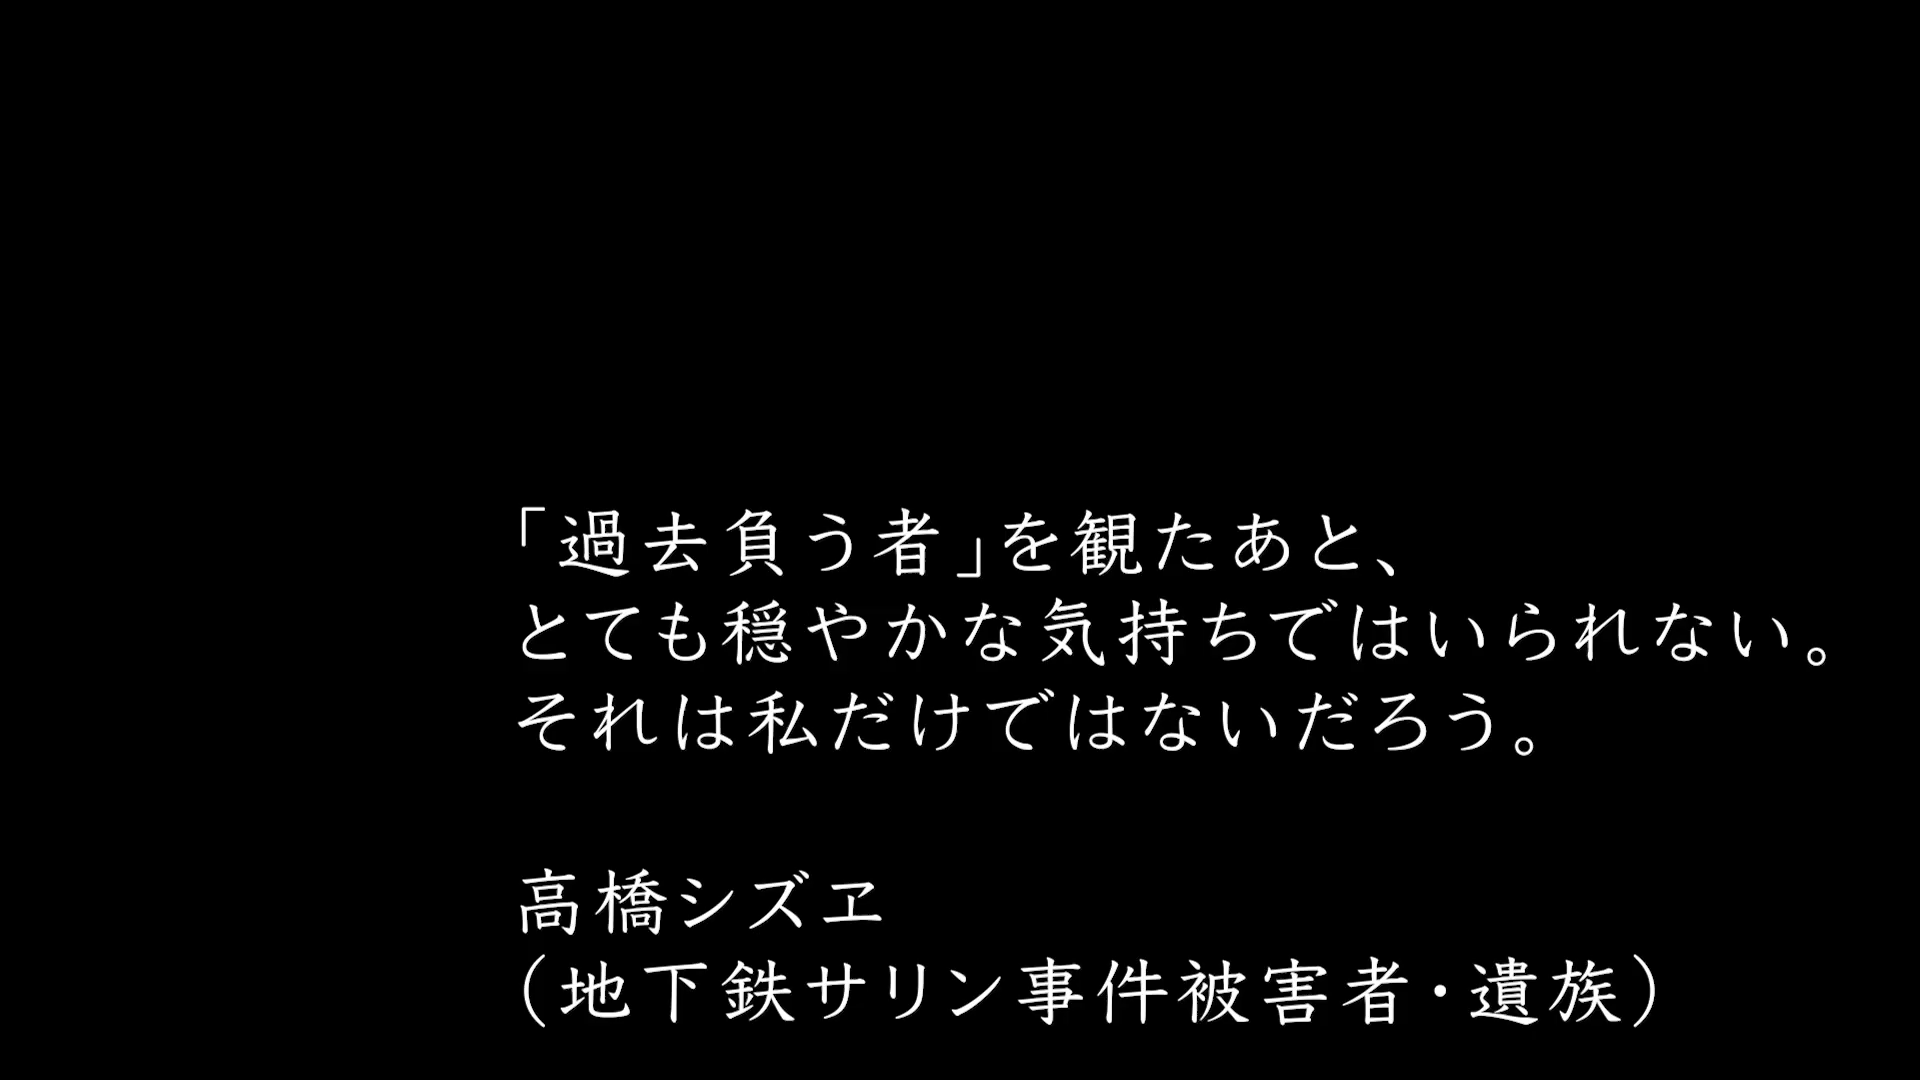 「過去負う者」を観たあと、
とても穏やかな気持ちではいられない。
それは私だけではないだろう。
高橋シズヱ
（地下鉄サリン事件被害者・遺族）